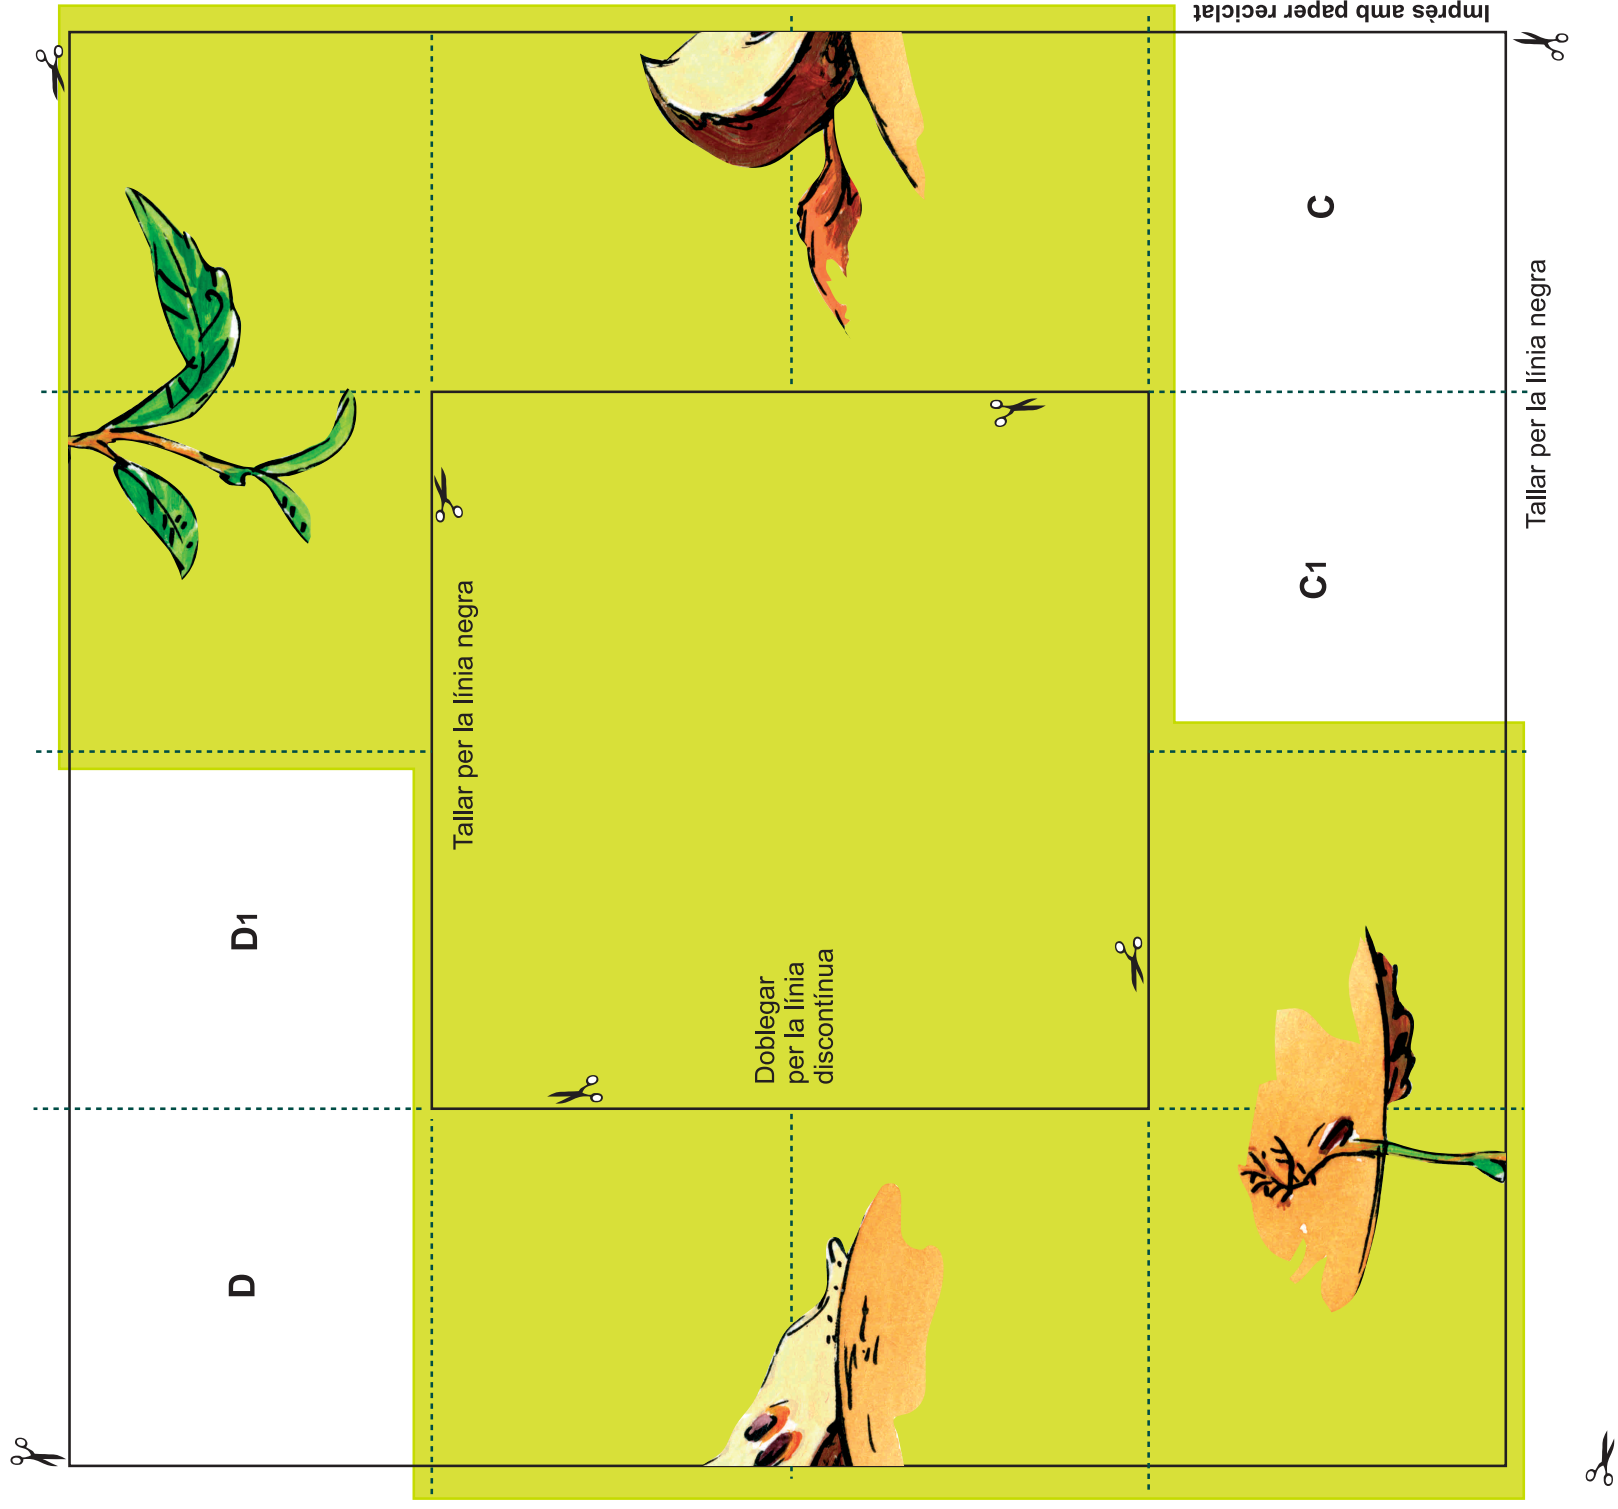 Imprès amb paper reciclat
C
Tallar per la línia negra
C1
Tallar per la línia negra
D1
Doblegar
per la línia
discontínua
D